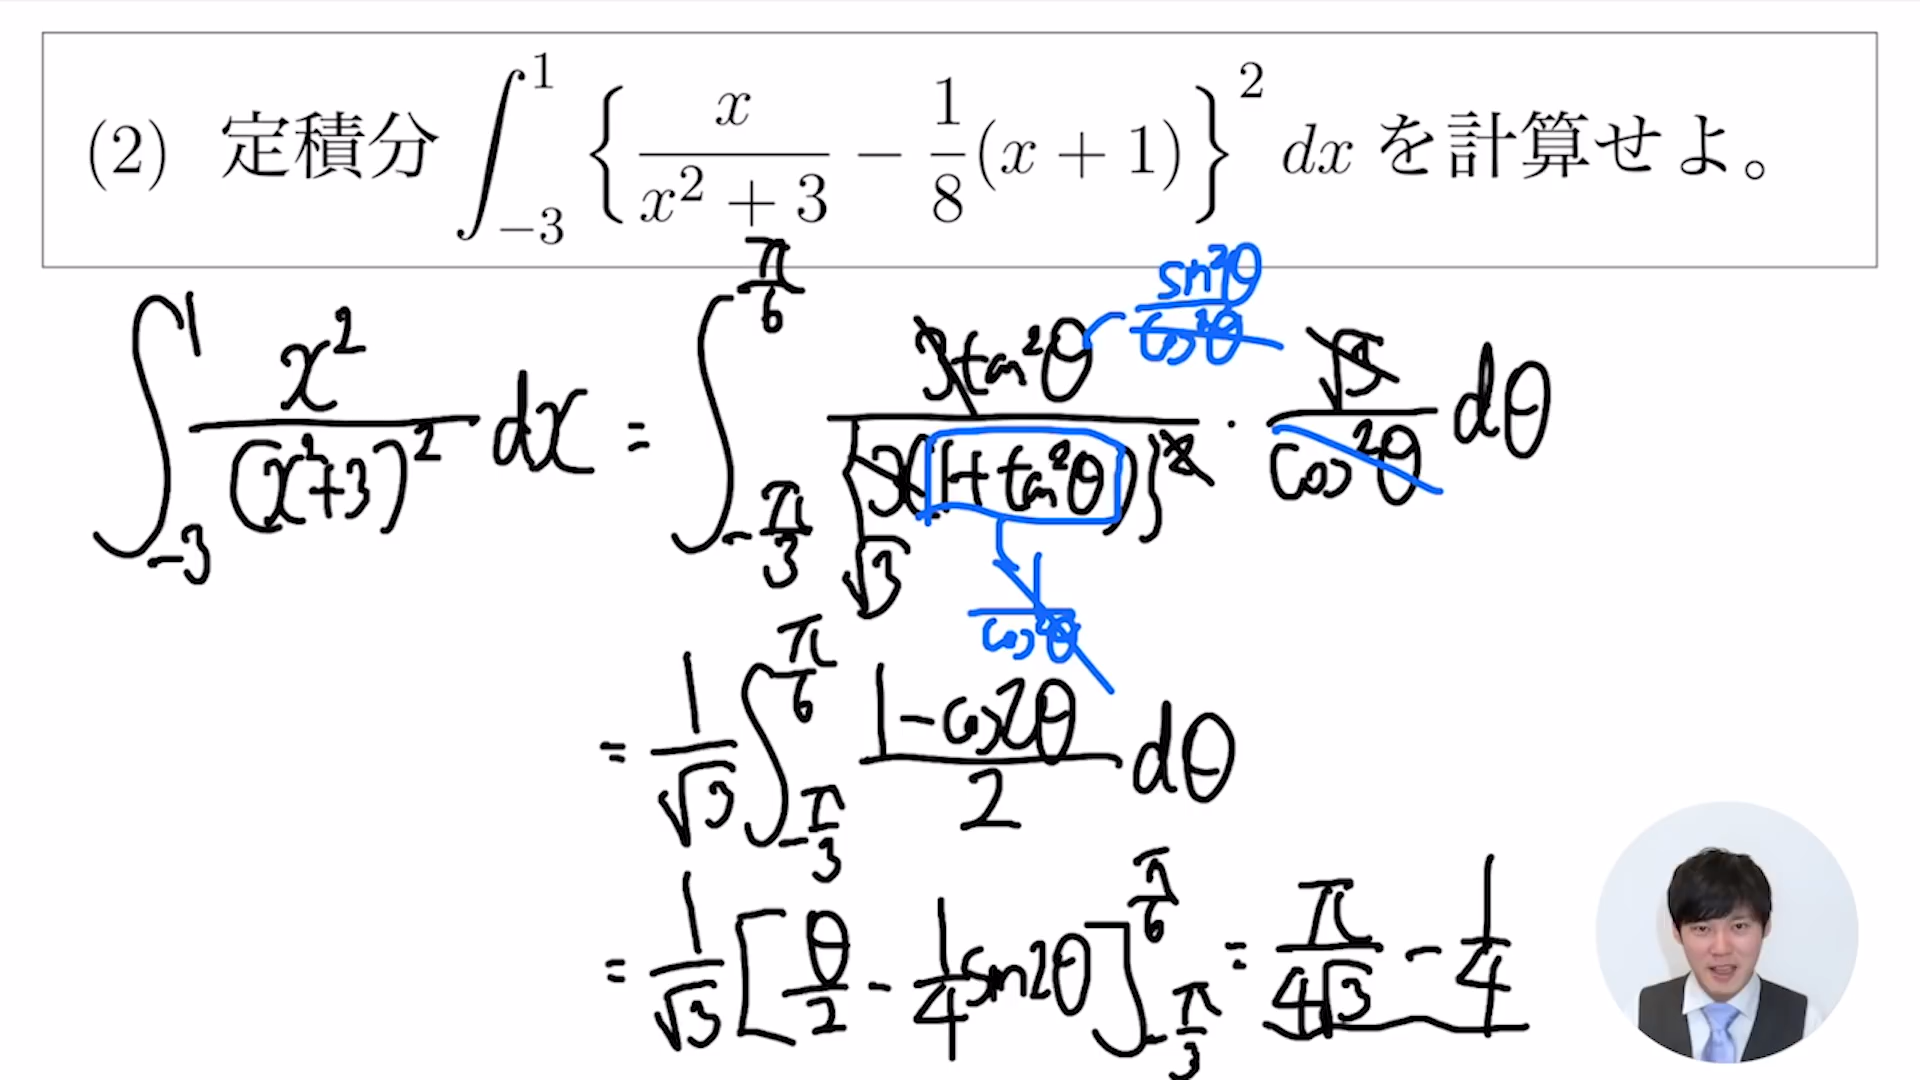 (2) 定積分 ∫_{-3}^{1} { x/(x²+3) − 1/8 (x+1) }² dx を計算せよ。
∫_{-3}^{1} x²/(x²+3)² dx = ∫_{-π/3}^{π/6} 3tan²θ/{3(1+tan²θ)}² · √3/cos²θ dθ
sin²θ/cos²θ
√3
1/cos²θ
= 1/√3 ∫_{-π/3}^{π/6} (1−cos2θ)/2 dθ
= 1/√3 [θ/2 − 1/4 sin2θ]_{-π/3}^{π/6} = π/(4√3) − 1/4